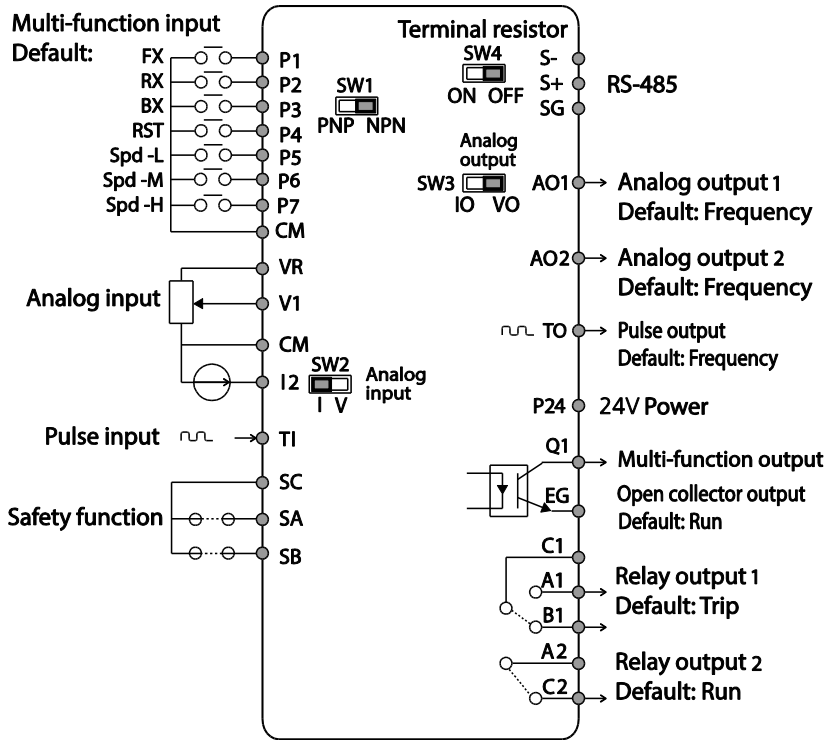 Multi-function input
Default:
FX
P1
RX
P2
BX
P3
RST
P4
Spd -L
P5
Spd -M
P6
Spd -H
P7
CM
SW1
PNP NPN
Terminal resistor
SW4
ON OFF
S-
S+
SG
RS-485
Analog
output
SW3
IO VO
AO1
Analog output 1
Default: Frequency
AO2
Analog output 2
Default: Frequency
TO
Pulse output
Default: Frequency
P24
24V Power
Analog input
VR
V1
CM
I2
SW2
I V
Analog
input
Pulse input
TI
Safety function
SC
SA
SB
Q1
Multi-function output
EG
Open collector output
Default: Run
C1
A1
B1
Relay output 1
Default: Trip
A2
C2
Relay output 2
Default: Run